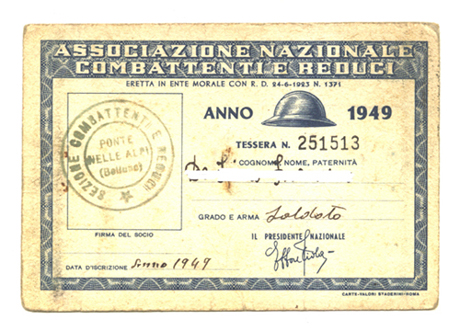 ASSOCIAZIONE NAZIONALE
COMBATTENTI E REDUCI
ERETTA IN ENTE MORALE CON R. D. 24-6-1923 N. 1371
ANNO 1949
TESSERA N. 251513
COGNOME, NOME, PATERNITÀ
SEZIONE COMBATTENTI E REDUCI
PONTE
NELLE ALPI
(Belluno)
GRADO E ARMA Soldato
FIRMA DEL SOCIO
IL PRESIDENTE NAZIONALE
DATA D'ISCRIZIONE Anno 1949
CARTE-VALORI STADERINI-ROMA